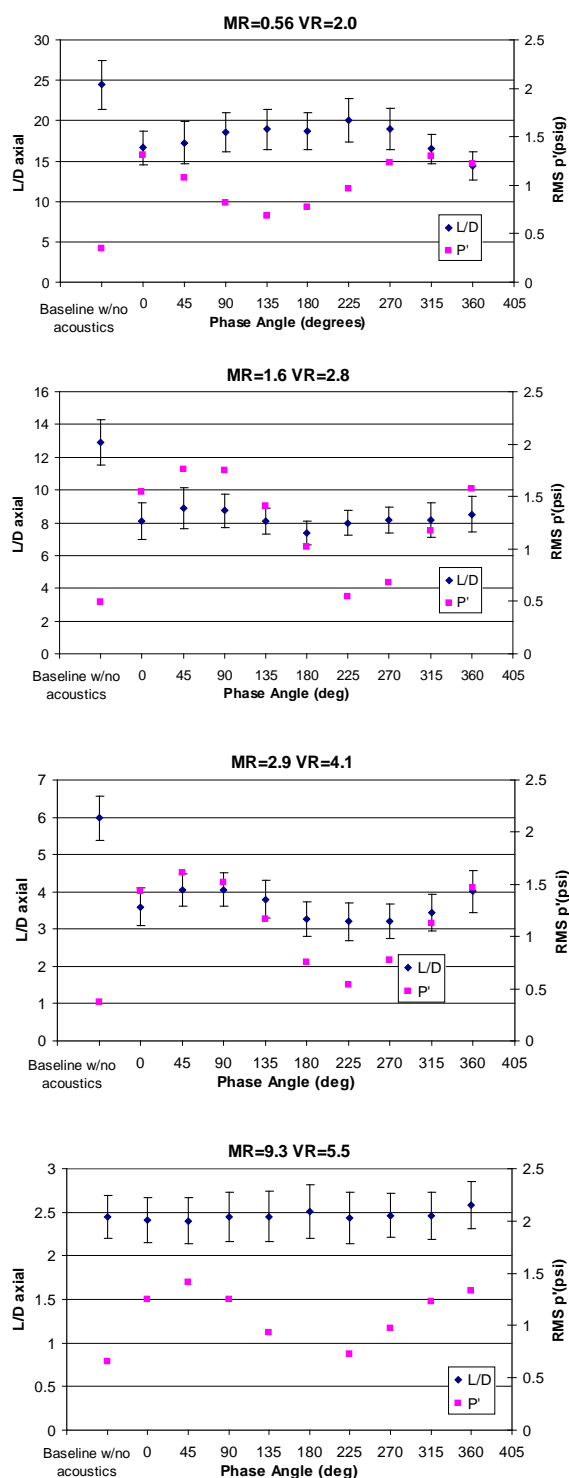 MR=0.56 VR=2.0
30
25
20
15
10
5
0
L/D axial
2.5
2
1.5
1
0.5
0
RMS p'(psig)
L/D
P'
Baseline w/no acoustics
0 45 90 135 180 225 270 315 360 405
Phase Angle (degrees)
MR=1.6 VR=2.8
16
14
12
10
8
6
4
2
0
L/D axial
2.5
2
1.5
1
0.5
0
RMS p'(psi)
L/D
P'
Baseline w/no acoustics
0 45 90 135 180 225 270 315 360 405
Phase Angle (deg)
MR=2.9 VR=4.1
7
6
5
4
3
2
1
0
L/D axial
2.5
2
1.5
1
0.5
0
RMS p'(psi)
L/D
P'
Baseline w/no acoustics
0 45 90 135 180 225 270 315 360 405
Phase Angle (deg)
MR=9.3 VR=5.5
3
2.5
2
1.5
1
0.5
0
L/D axial
2.5
2
1.5
1
0.5
0
RMS p'(psi)
L/D
P'
Baseline w/no acoustics
0 45 90 135 180 225 270 315 360 405
Phase Angle (deg)